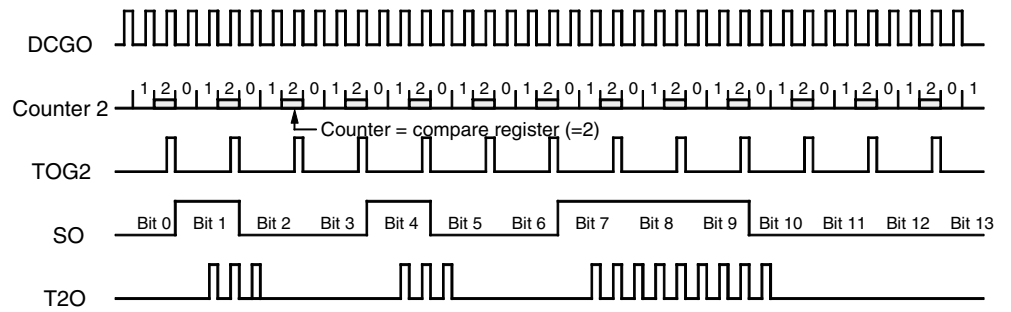 DCGO
1 2 0 1 2 0 1 2 0 1 2 0 1 2 0 1 2 0 1 2 0 1 2 0 1 2 0 1 2 0 1 2 0 1 2 0 1 2 0 1
Counter 2
Counter = compare register (=2)
TOG2
Bit 0 Bit 1 Bit 2 Bit 3 Bit 4 Bit 5 Bit 6 Bit 7 Bit 8 Bit 9 Bit 10 Bit 11 Bit 12 Bit 13
SO
T2O